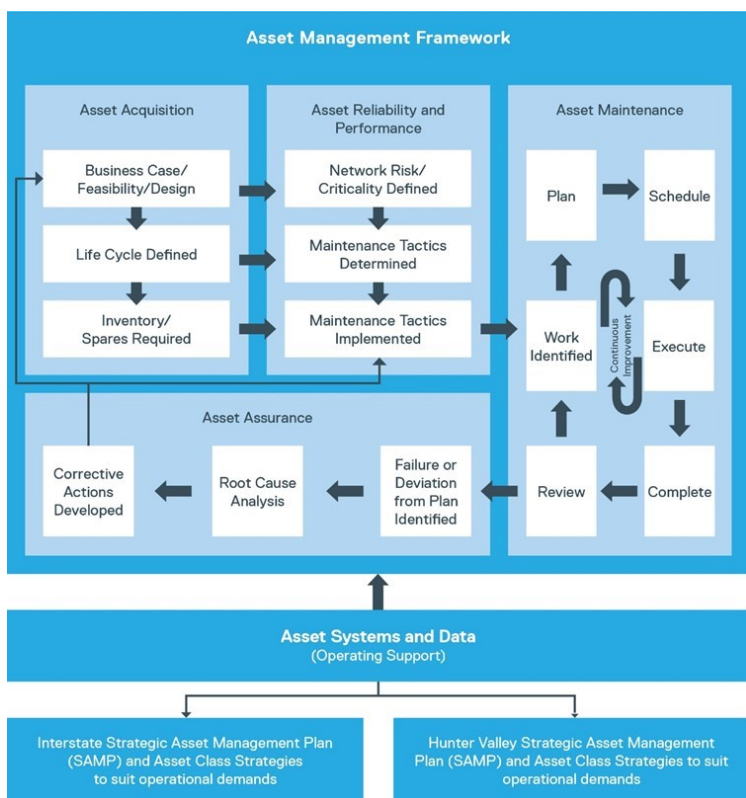 Asset Management Framework
Asset Acquisition
Business Case/
Feasibility/Design
Life Cycle Defined
Inventory/
Spares Required
Asset Reliability and
Performance
Network Risk/
Criticality Defined
Maintenance Tactics
Determined
Maintenance Tactics
Implemented
Asset Maintenance
Plan
Schedule
Work
Identified
Continuous
Improvement
Execute
Review
Complete
Asset Assurance
Corrective
Actions
Developed
Root Cause
Analysis
Failure or
Deviation
from Plan
Identified
Asset Systems and Data
(Operating Support)
Interstate Strategic Asset Management Plan
(SAMP) and Asset Class Strategies
to suit operational demands
Hunter Valley Strategic Asset Management
Plan (SAMP) and Asset Class Strategies to suit
operational demands